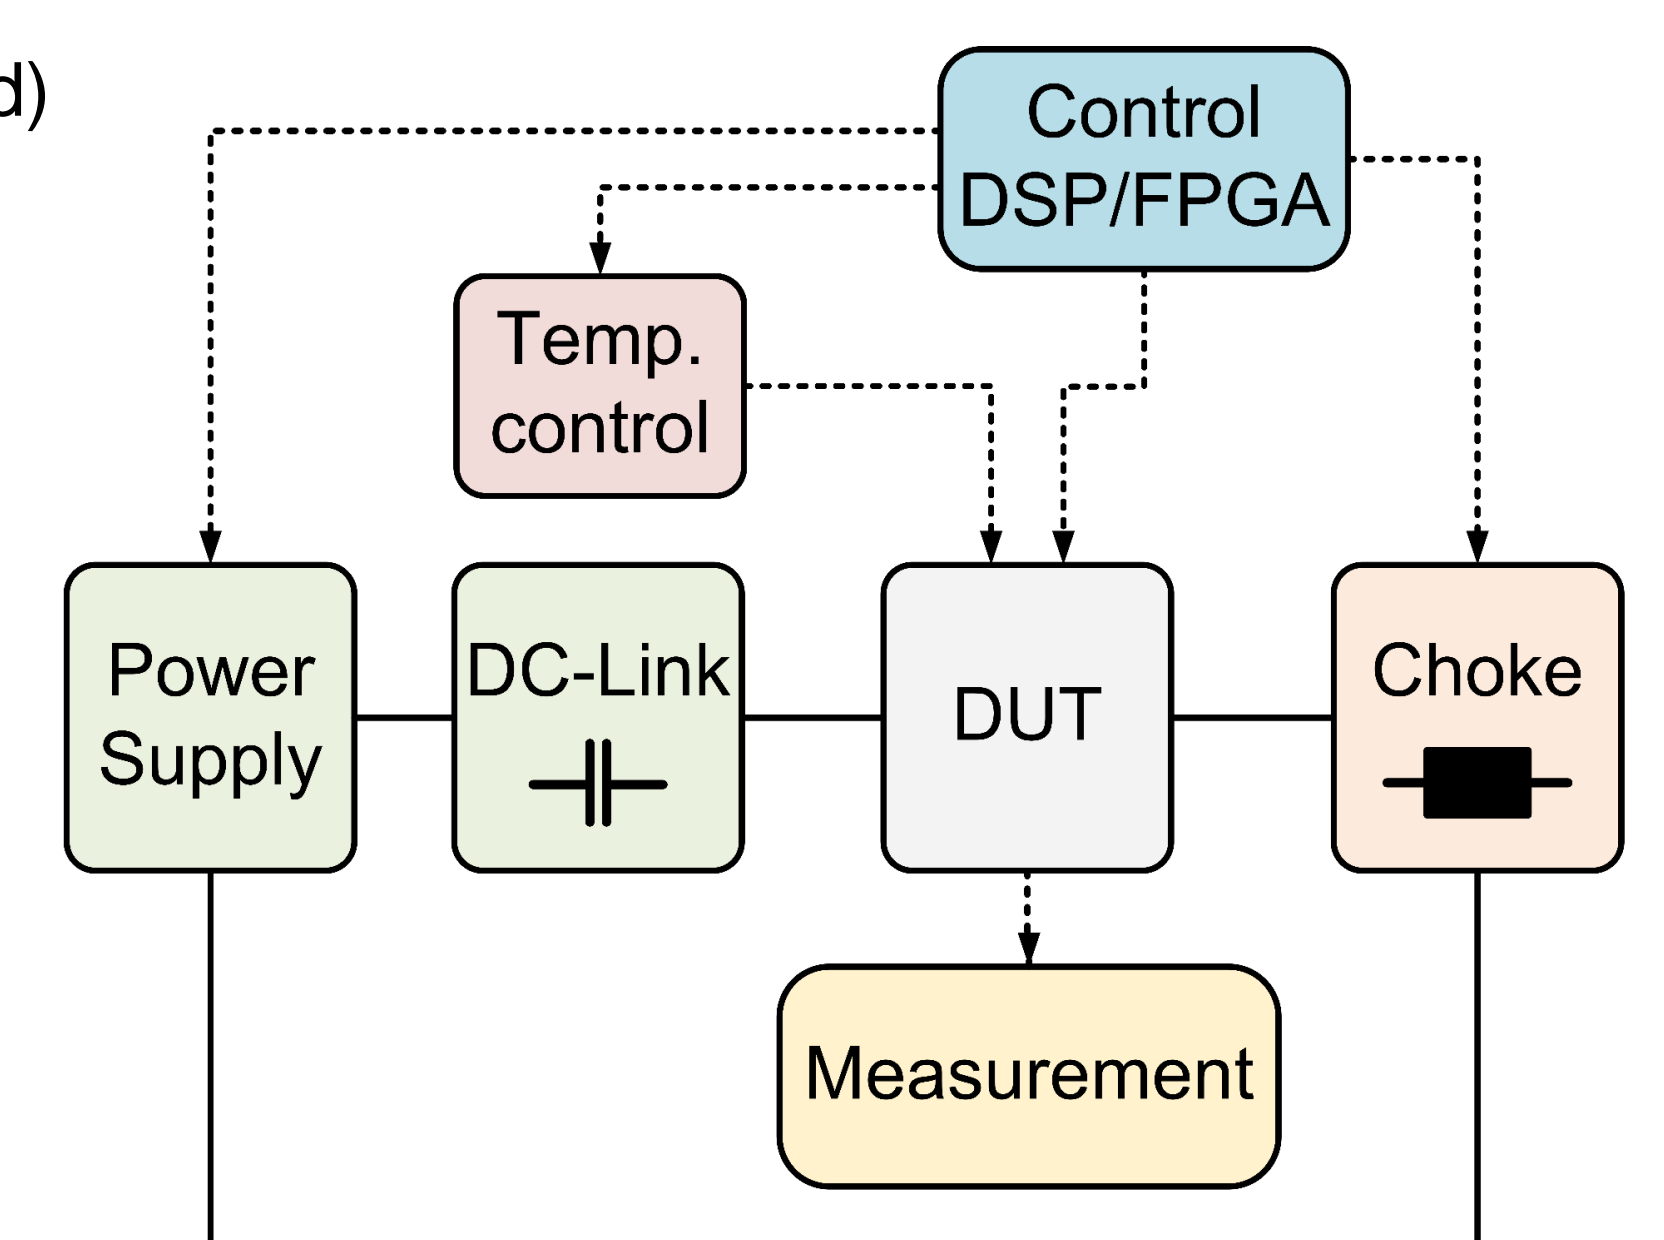 d)
Control
DSP/FPGA
Temp.
control
Power
Supply
DC-Link
DUT
Choke
Measurement